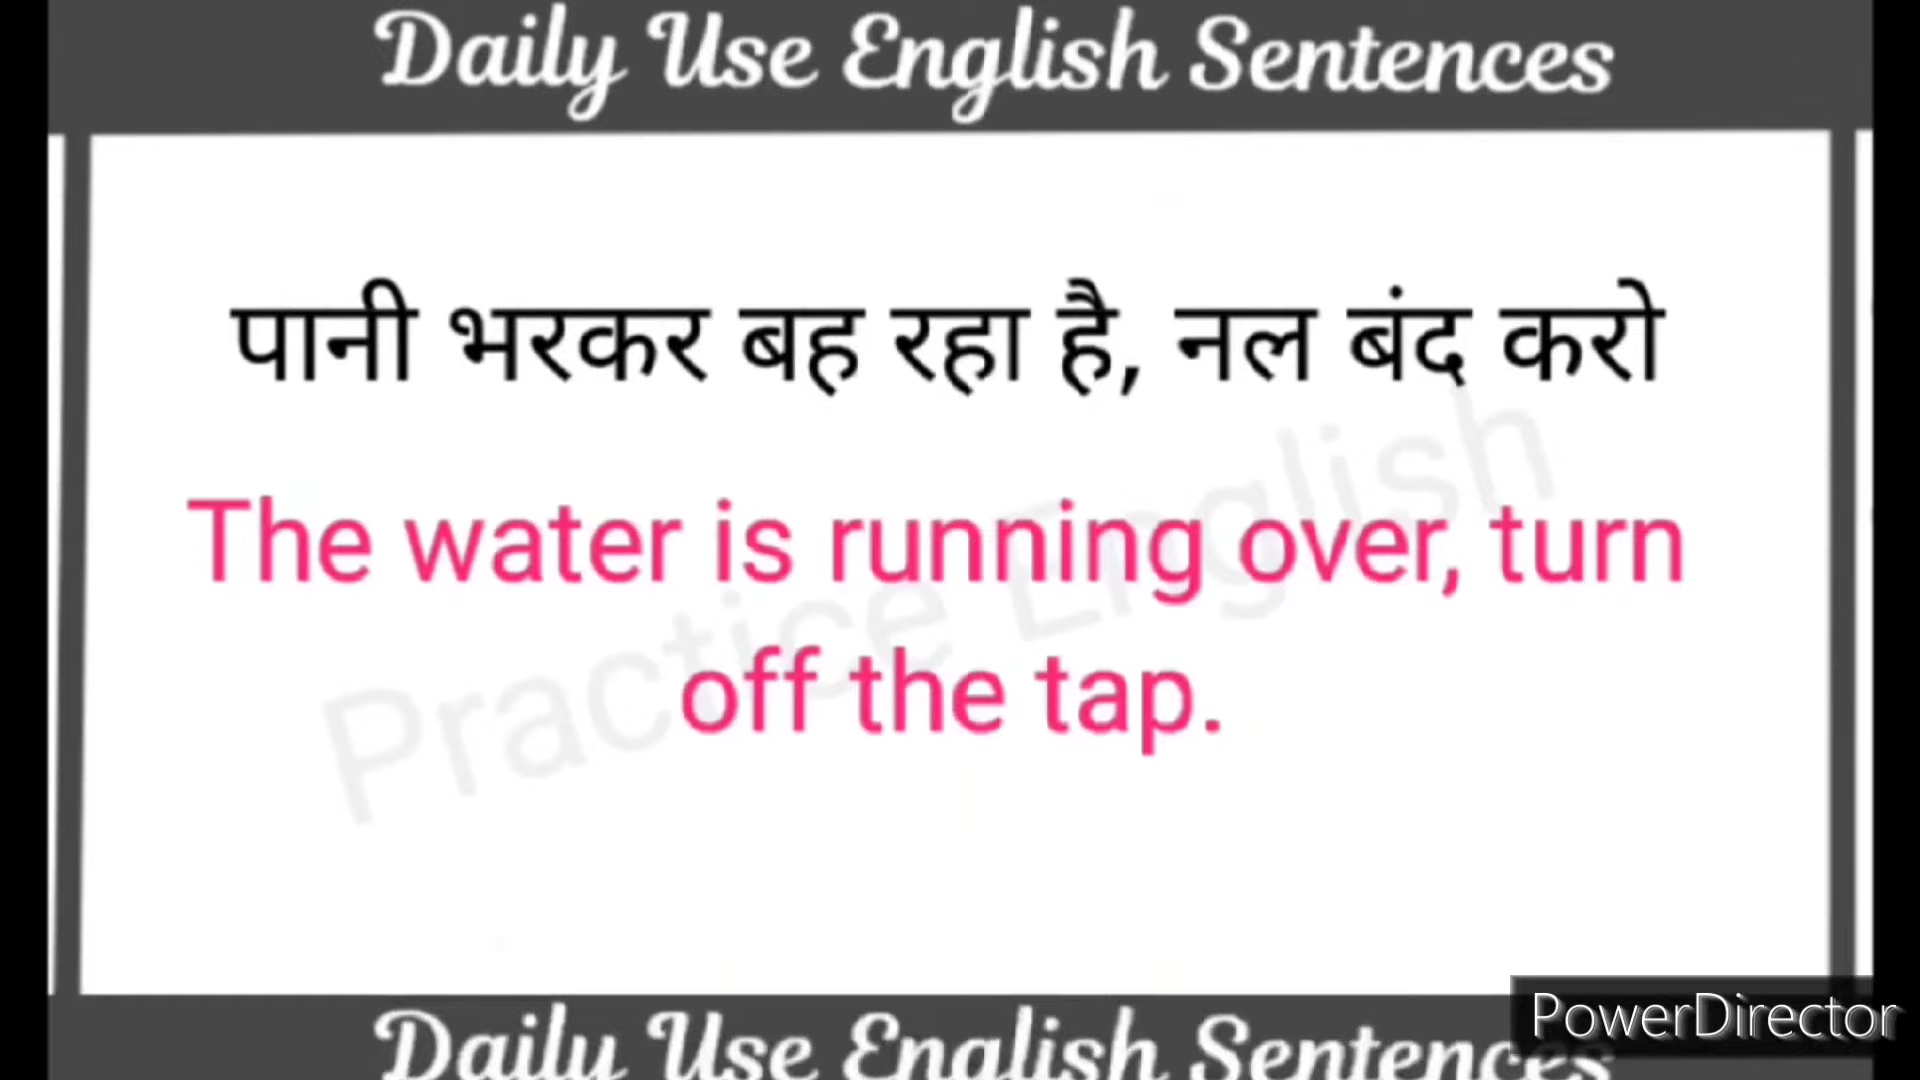 Daily Use English Sentences
पानी भरकर बह रहा है, नल बंद करो
The water is running over, turn
off the tap.
Practice English
Daily Use English Sentences
PowerDirector